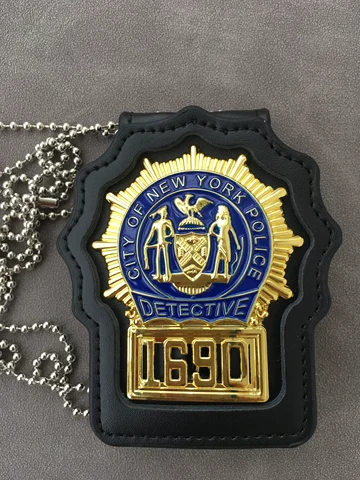 CITY OF NEW YORK POLICE
DETECTIVE
1690